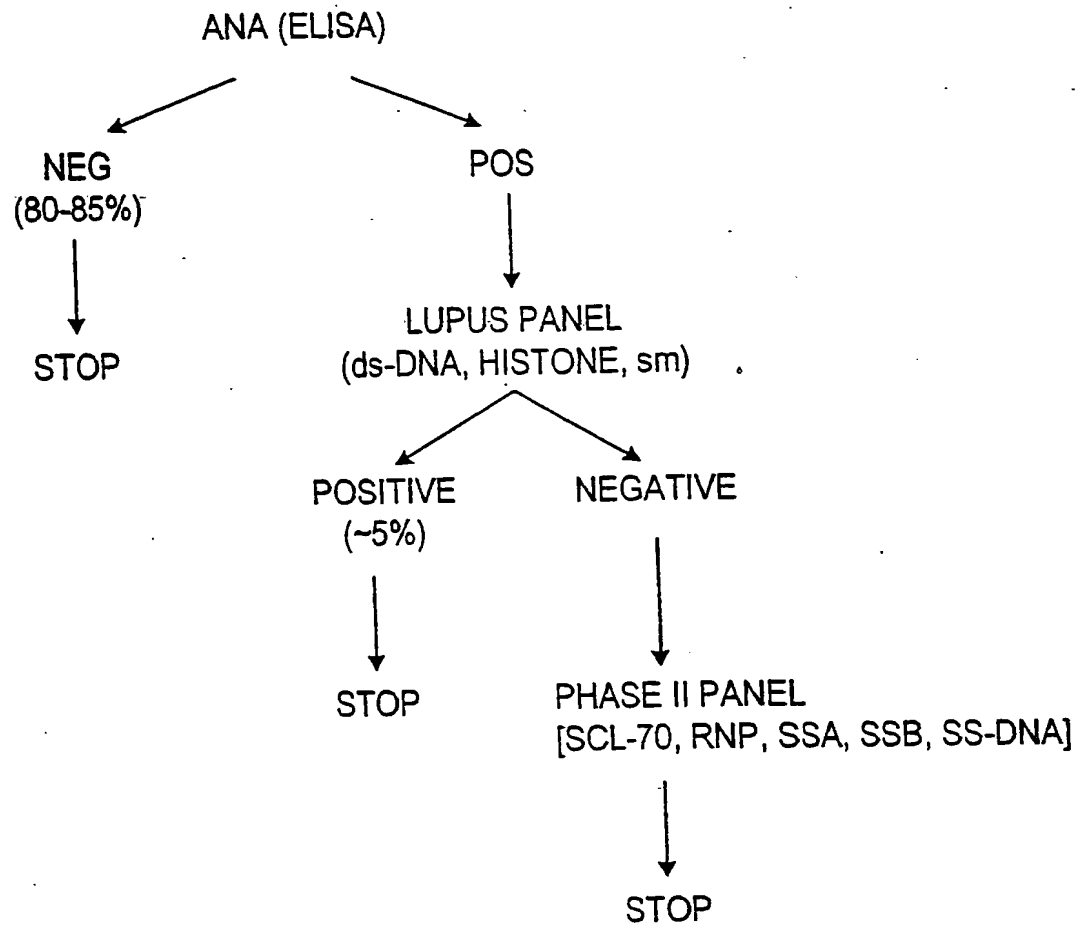 ANA (ELISA)
NEG
(80-85%)
POS
STOP
LUPUS PANEL
(ds-DNA, HISTONE, sm)
POSITIVE
(~5%)
NEGATIVE
STOP
PHASE II PANEL
[SCL-70, RNP, SSA, SSB, SS-DNA]
STOP